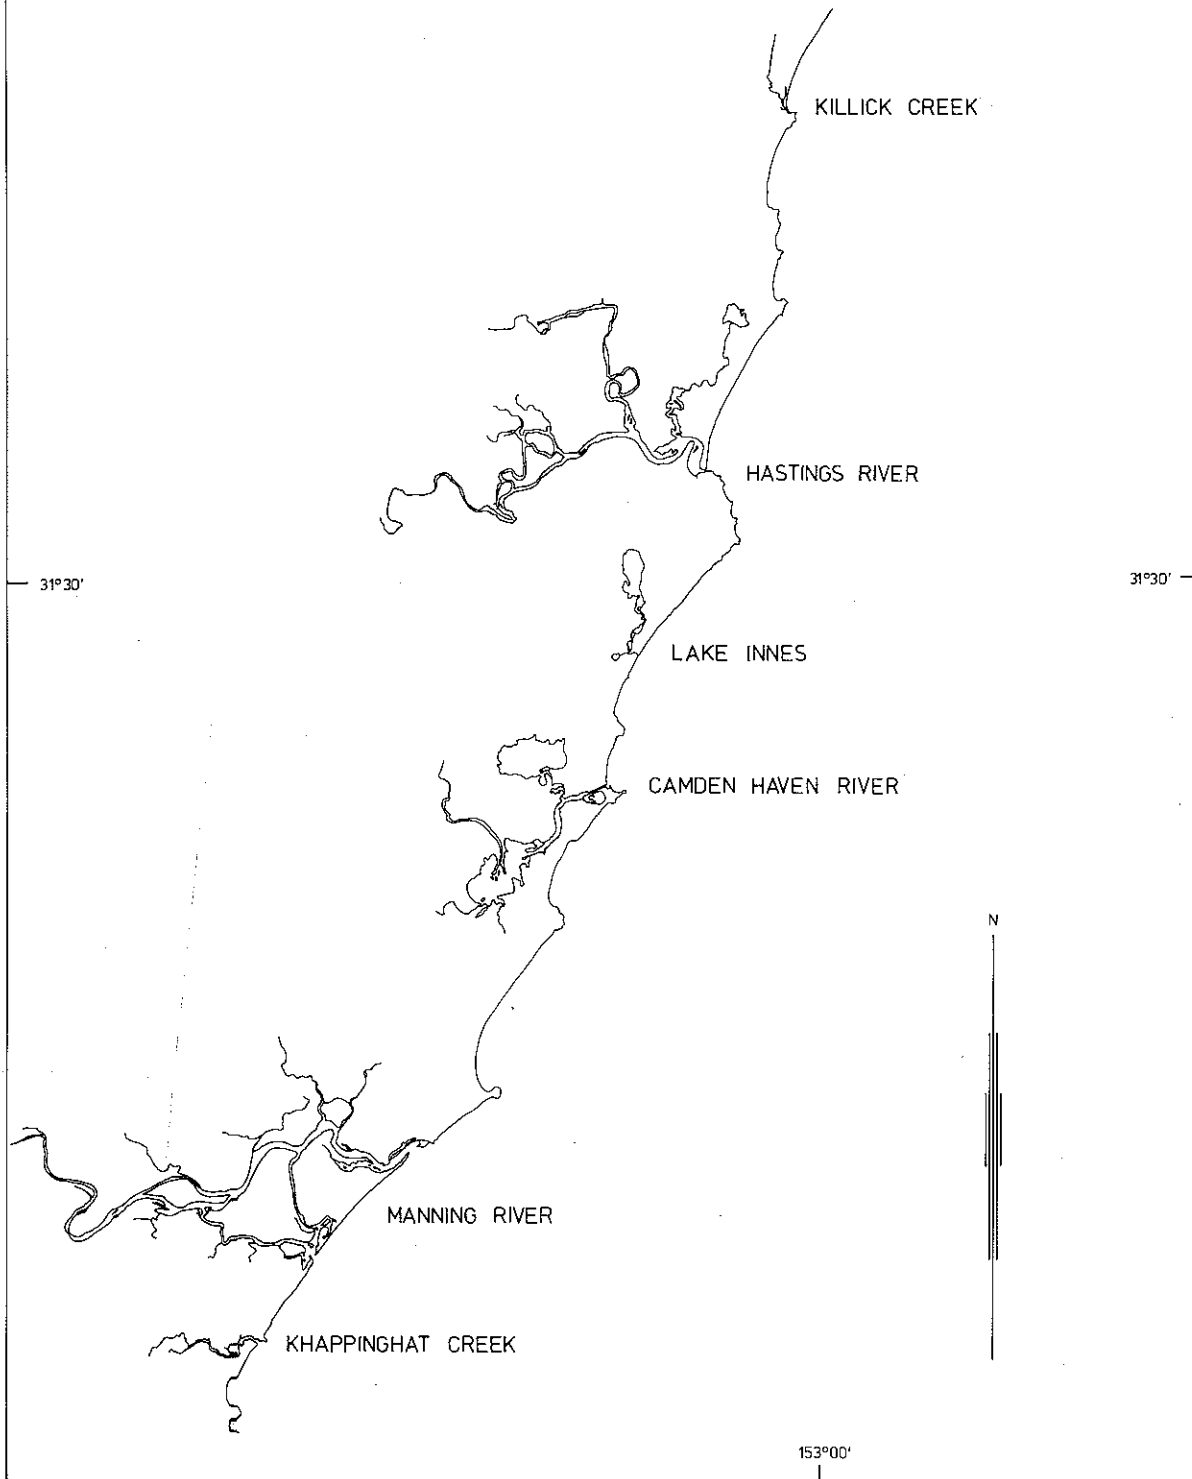 KILLICK CREEK
HASTINGS RIVER
31°30'
31°30'
LAKE INNES
CAMDEN HAVEN RIVER
N
MANNING RIVER
KHAPPINGHAT CREEK
153°00'